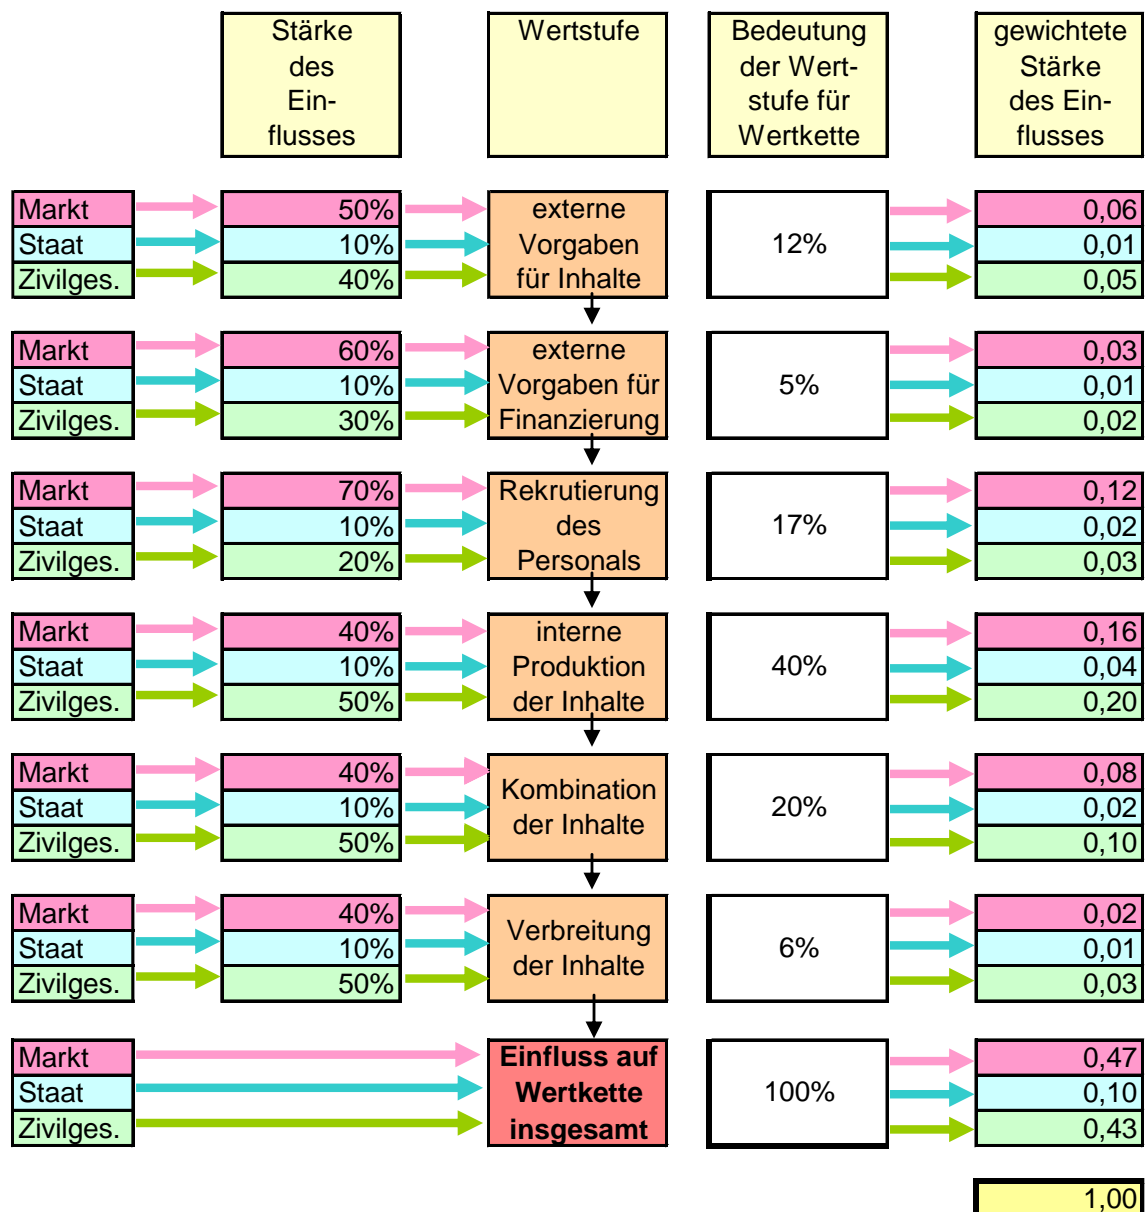 Stärke
des
Ein-
flusses
Wertstufe
Bedeutung
der Wert-
stufe für
Wertkette
gewichtete
Stärke
des Ein-
flusses
Markt 50% externe 0,06
Staat 10% Vorgaben 12% 0,01
Zivilges. 40% für Inhalte 0,05
Markt 60% externe 0,03
Staat 10% Vorgaben für 5% 0,01
Zivilges. 30% Finanzierung 0,02
Markt 70% Rekrutierung 0,12
Staat 10% des 17% 0,02
Zivilges. 20% Personals 0,03
Markt 40% interne 0,16
Staat 10% Produktion 40% 0,04
Zivilges. 50% der Inhalte 0,20
Markt 40% 0,08
Staat 10% Kombination 20% 0,02
Zivilges. 50% der Inhalte 0,10
Markt 40% 0,02
Staat 10% Verbreitung 6% 0,01
Zivilges. 50% der Inhalte 0,03
Markt Einfluss auf 0,47
Staat Wertkette 100% 0,10
Zivilges. insgesamt 0,43
1,00